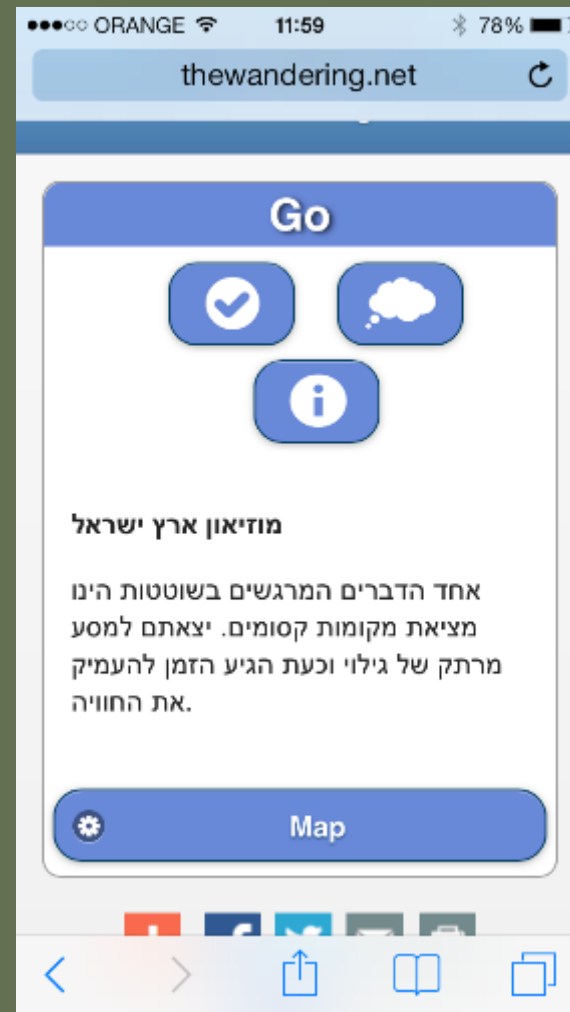 ORANGE 11:59 78%
thewandering.net
Go
מוזיאון ארץ ישראל
אחד הדברים המרגשים בשוטטות הינו
מציאת מקומות קסומים. יצאתם למסע
מרתק של גילוי וכעת הגיע הזמן להעמיק
את החוויה.
Map